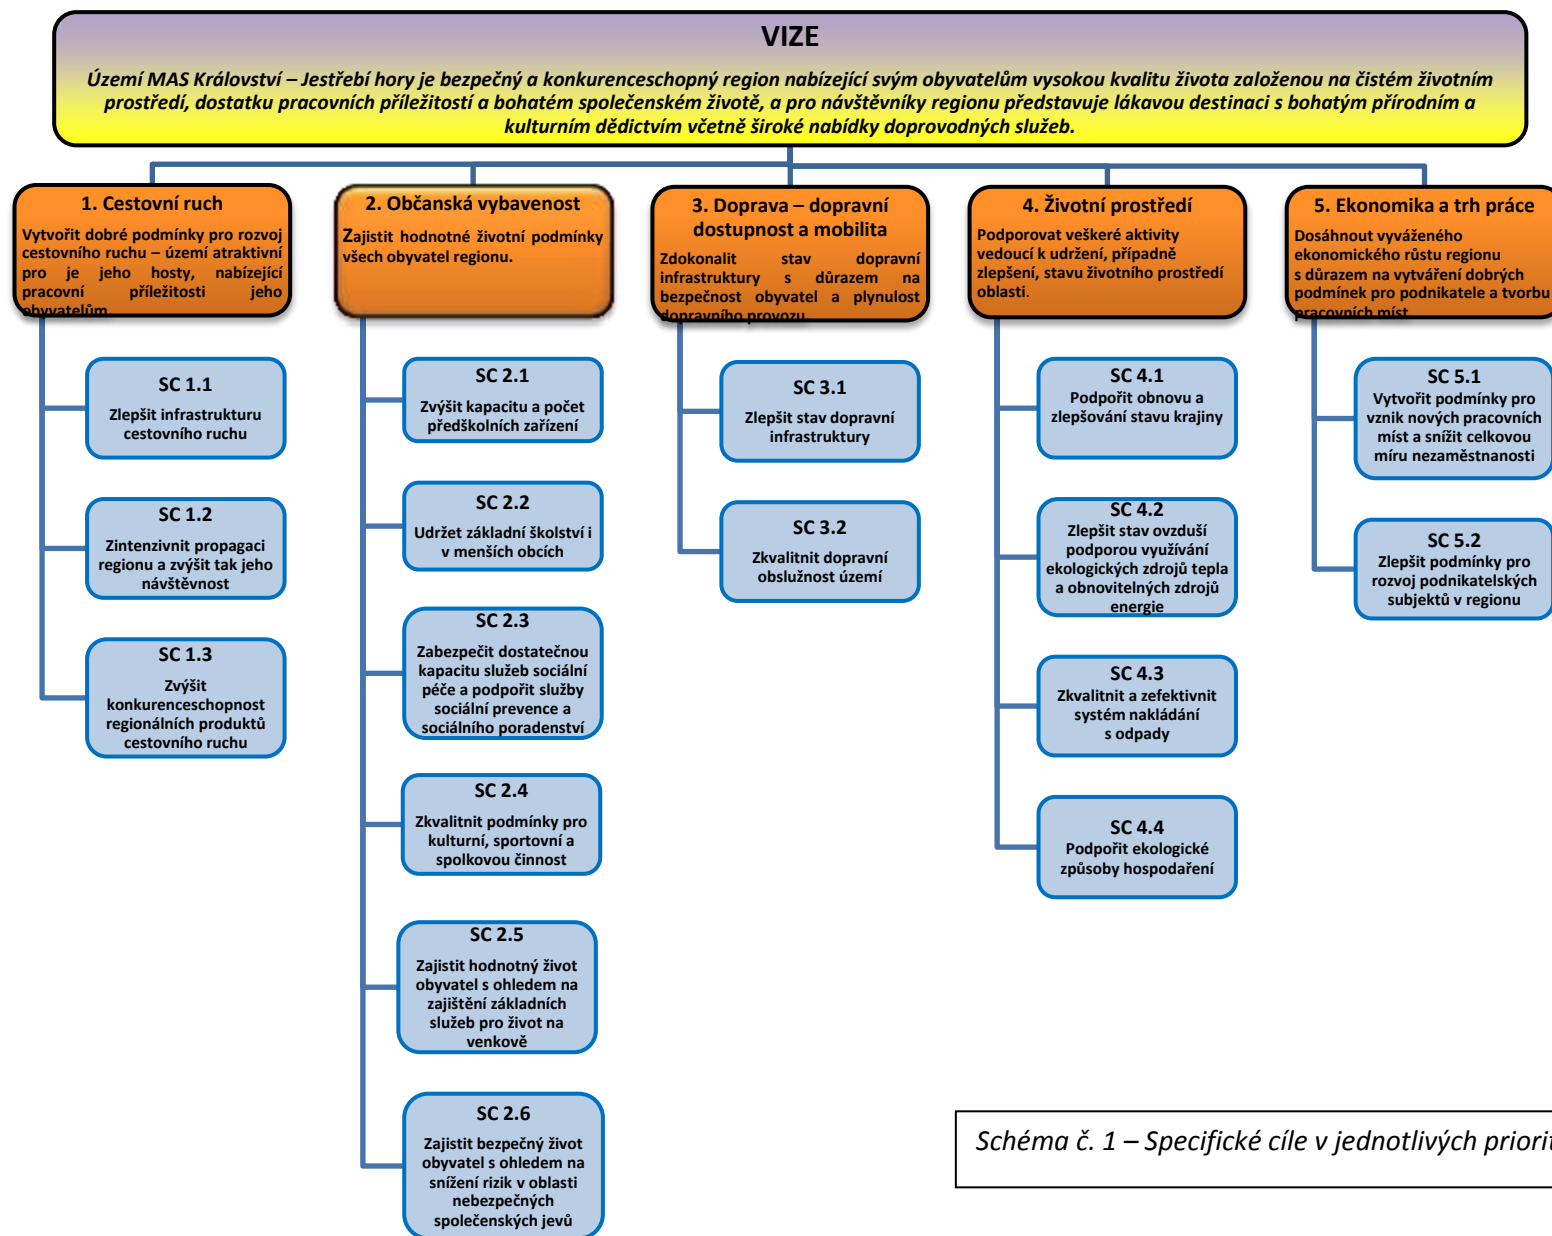 VIZE
Území MAS Království – Jestřebí hory je bezpečný a konkurenceschopný region nabízející svým obyvatelům vysokou kvalitu života založenou na čistém životním
prostředí, dostatku pracovních příležitostí a bohatém společenském životě, a pro návštěvníky regionu představuje lákavou destinaci s bohatým přírodním a
kulturním dědictvím včetně široké nabídky doprovodných služeb.
1. Cestovní ruch
Vytvořit dobré podmínky pro rozvoj
cestovního ruchu – území atraktivní
pro je jeho hosty, nabízející
pracovní příležitosti jeho
obyvatelům.
SC 1.1
Zlepšit infrastrukturu
cestovního ruchu
SC 1.2
Zintenzivnit propagaci
regionu a zvýšit tak jeho
návštěvnost
SC 1.3
Zvýšit
konkurenceschopnost
regionálních produktů
cestovního ruchu
2. Občanská vybavenost
Zajistit hodnotné životní podmínky
všech obyvatel regionu.
SC 2.1
Zvýšit kapacitu a počet
předškolních zařízení
SC 2.2
Udržet základní školství i
v menších obcích
SC 2.3
Zabezpečit dostatečnou
kapacitu služeb sociální
péče a podpořit služby
sociální prevence a
sociálního poradenství
SC 2.4
Zkvalitnit podmínky pro
kulturní, sportovní a
spolkovou činnost
SC 2.5
Zajistit hodnotný život
obyvatel s ohledem na
zajištění základních
služeb pro život na
venkově
SC 2.6
Zajistit bezpečný život
obyvatel s ohledem na
snížení rizik v oblasti
nebezpečných
společenských jevů
3. Doprava – dopravní
dostupnost a mobilita
Zdokonalit stav dopravní
infrastruktury s důrazem na
bezpečnost obyvatel a plynulost
dopravního provozu.
SC 3.1
Zlepšit stav dopravní
infrastruktury
SC 3.2
Zkvalitnit dopravní
obslužnost území
4. Životní prostředí
Podporovat veškeré aktivity
vedoucí k udržení, případně
zlepšení, stavu životního prostředí
oblasti.
SC 4.1
Podpořit obnovu a
zlepšování stavu krajiny
SC 4.2
Zlepšit stav ovzduší
podporou využívání
ekologických zdrojů tepla
a obnovitelných zdrojů
energie
SC 4.3
Zkvalitnit a zefektivnit
systém nakládání
s odpady
SC 4.4
Podpořit ekologické
způsoby hospodaření
5. Ekonomika a trh práce
Dosáhnout vyváženého
ekonomického růstu regionu
s důrazem na vytváření dobrých
podmínek pro podnikatele a tvorbu
pracovních míst
SC 5.1
Vytvořit podmínky pro
vznik nových pracovních
míst a snížit celkovou
míru nezaměstnanosti
SC 5.2
Zlepšit podmínky pro
rozvoj podnikatelských
subjektů v regionu
Schéma č. 1 – Specifické cíle v jednotlivých priorit